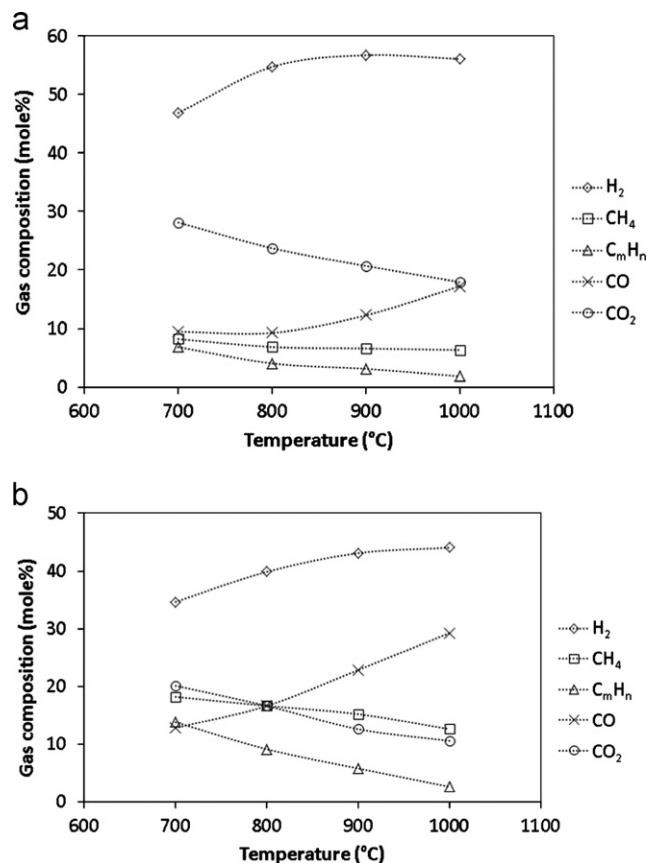 a
60
50
40
30
20
10
0
600 700 800 900 1000 1100
Gas composition (mole%)
Temperature (°C)
H₂
CH₄
CₘHₙ
CO
CO₂
b
50
40
30
20
10
0
600 700 800 900 1000 1100
Gas composition (mole%)
Temperature (°C)
H₂
CH₄
CₘHₙ
CO
CO₂